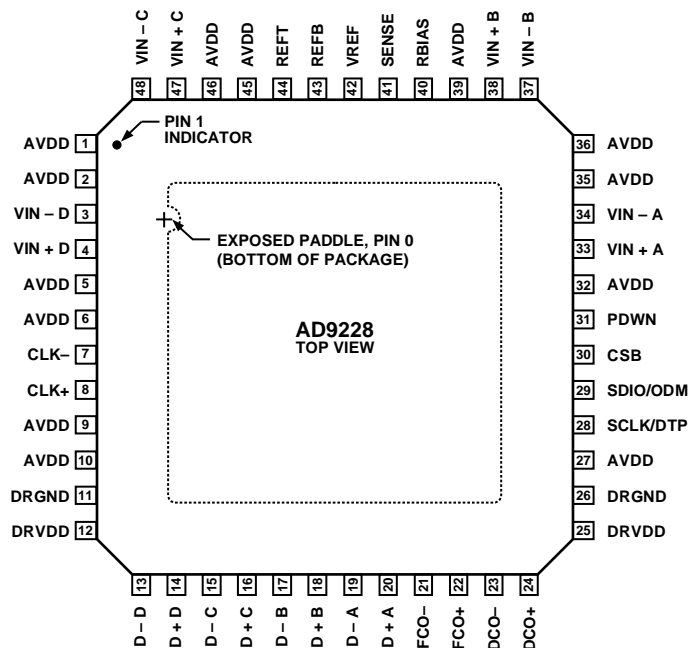 VIN – C
VIN + C
AVDD
AVDD
REFT
REFB
VREF
SENSE
RBIAS
AVDD
VIN + B
VIN – B
48
47
46
45
44
43
42
41
40
39
38
37
PIN 1
INDICATOR
AVDD 1
AVDD 2
VIN – D 3
VIN + D 4
AVDD 5
AVDD 6
CLK– 7
CLK+ 8
AVDD 9
AVDD 10
DRGND 11
DRVDD 12
EXPOSED PADDLE, PIN 0
(BOTTOM OF PACKAGE)
AD9228
TOP VIEW
36 AVDD
35 AVDD
34 VIN – A
33 VIN + A
32 AVDD
31 PDWN
30 CSB
29 SDIO/ODM
28 SCLK/DTP
27 AVDD
26 DRGND
25 DRVDD
13
14
15
16
17
18
19
20
21
22
23
24
D – D
D + D
D – C
D + C
D – B
D + B
D – A
D + A
FCO–
FCO+
DCO–
DCO+